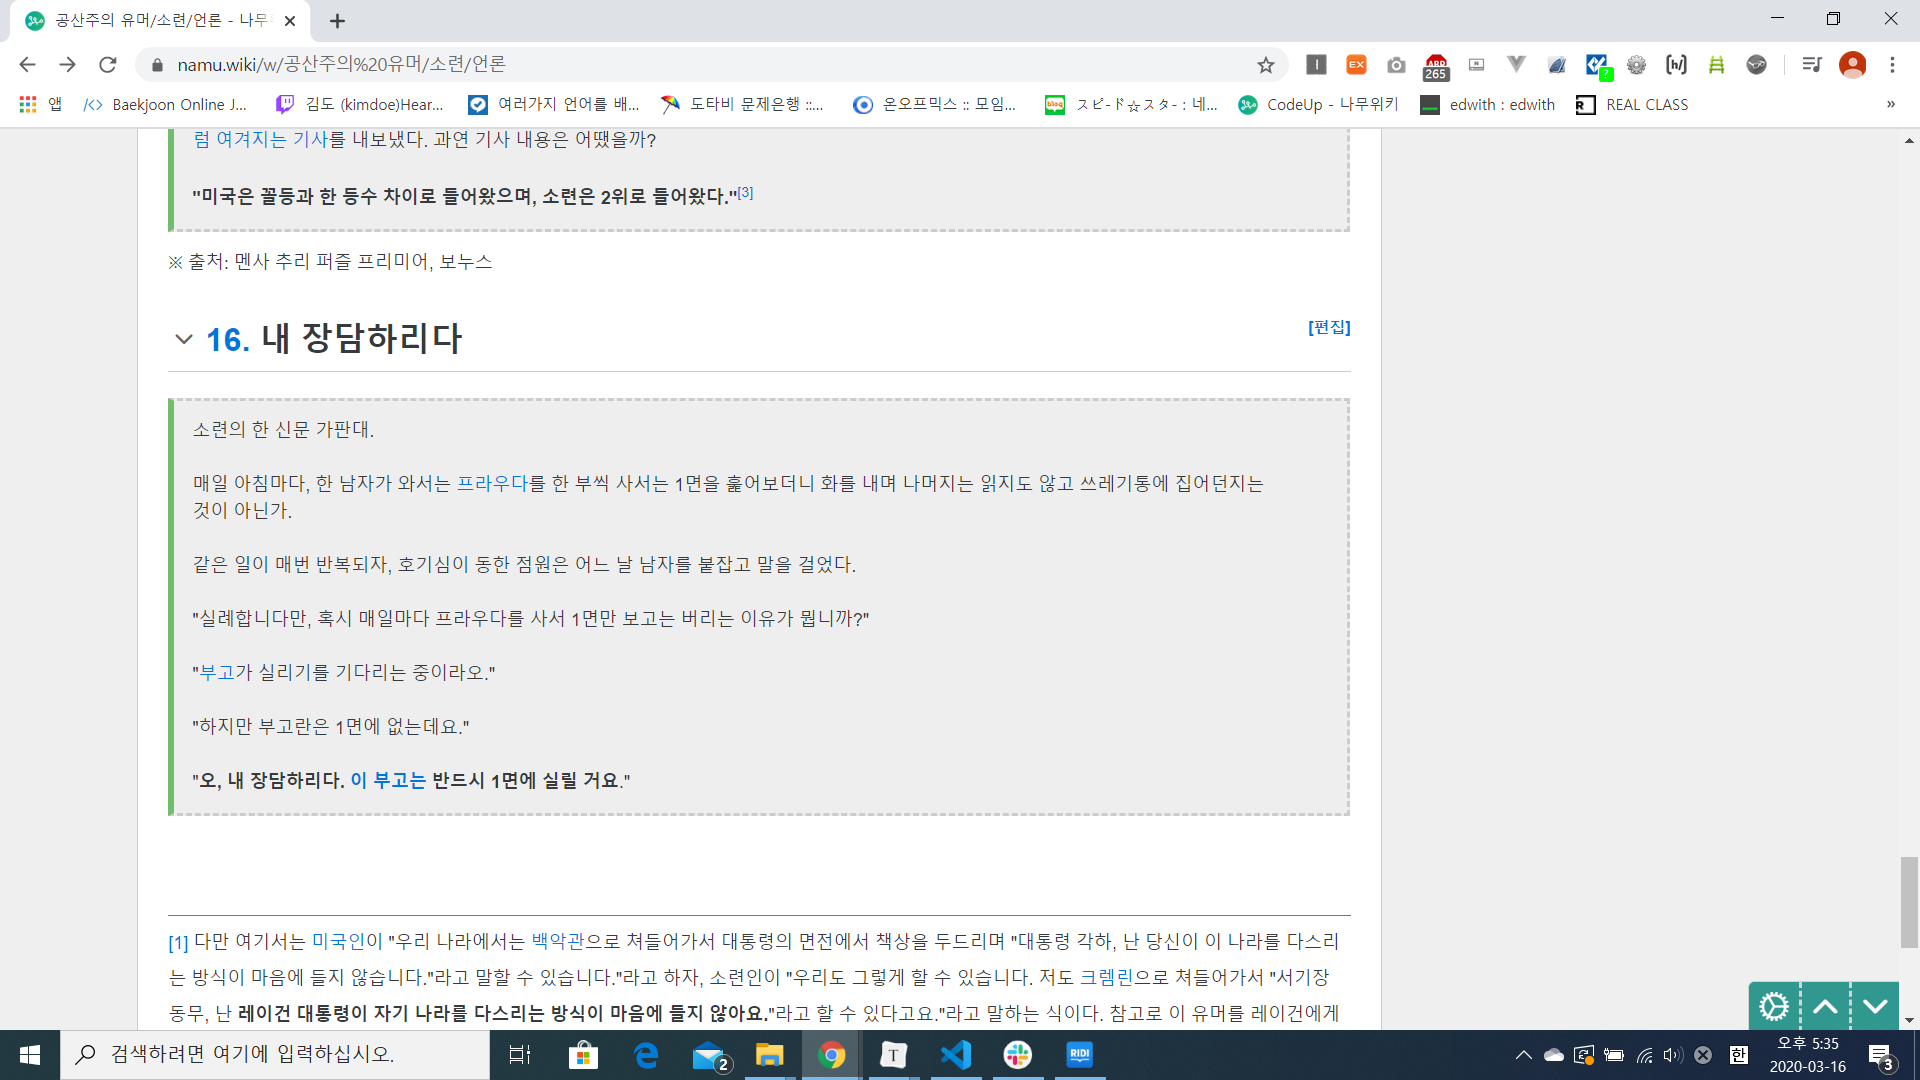 공산주의 유머/소련/언론 - 나무
namu.wiki/w/공산주의%20유머/소련/언론
EX
265
?
앱
Baekjoon Online J...
김도 (kimdoe)Hear...
여러가지 언어를 배...
도타비 문제은행 ::...
온오프믹스 :: 모임...
blog
スピ-ド☆スタ- : 네...
CodeUp - 나무위키
edwith : edwith
REAL CLASS
»
럼 여겨지는 기사를 내보냈다. 과연 기사 내용은 어땠을까?
"미국은 꼴등과 한 등수 차이로 들어왔으며, 소련은 2위로 들어왔다."[3]
※ 출처: 멘사 추리 퍼즐 프리미어, 보누스
16. 내 장담하리다
[편집]
소련의 한 신문 가판대.
매일 아침마다, 한 남자가 와서는 프라우다를 한 부씩 사서는 1면을 훑어보더니 화를 내며 나머지는 읽지도 않고 쓰레기통에 집어던지는
것이 아닌가.
같은 일이 매번 반복되자, 호기심이 동한 점원은 어느 날 남자를 붙잡고 말을 걸었다.
"실례합니다만, 혹시 매일마다 프라우다를 사서 1면만 보고는 버리는 이유가 뭡니까?"
"부고가 실리기를 기다리는 중이라오."
"하지만 부고란은 1면에 없는데요."
"오, 내 장담하리다. 이 부고는 반드시 1면에 실릴 거요."
[1] 다만 여기서는 미국인이 "우리 나라에서는 백악관으로 쳐들어가서 대통령의 면전에서 책상을 두드리며 "대통령 각하, 난 당신이 이 나라를 다스리
는 방식이 마음에 들지 않습니다."라고 말할 수 있습니다."라고 하자, 소련인이 "우리도 그렇게 할 수 있습니다. 저도 크렘린으로 쳐들어가서 "서기장
동무, 난 레이건 대통령이 자기 나라를 다스리는 방식이 마음에 들지 않아요."라고 할 수 있다고요."라고 말하는 식이다. 참고로 이 유머를 레이건에게
검색하려면 여기에 입력하십시오.
2
T
RIDI
한
오후 5:35
2020-03-16
3